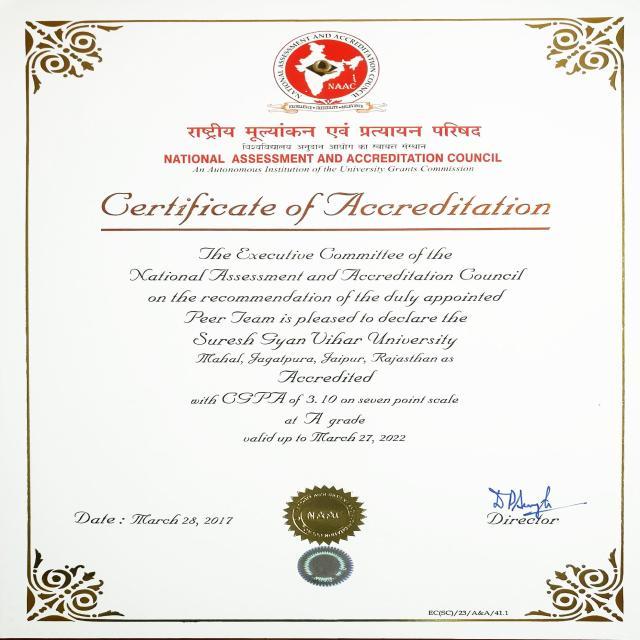 NATIONAL ASSESSMENT AND ACCREDITATION COUNCIL
NAAC
EXCELLENCE • CREDIBILITY • RELEVANCE
राष्ट्रीय मूल्यांकन एवं प्रत्यायन परिषद
विश्वविद्यालय अनुदान आयोग का स्वायत्त संस्थान
NATIONAL ASSESSMENT AND ACCREDITATION COUNCIL
An Autonomous Institution of the University Grants Commission
Certificate of Accreditation
The Executive Committee of the
National Assessment and Accreditation Council
on the recommendation of the duly appointed
Peer Team is pleased to declare the
Suresh Gyan Vihar University
Mahal, Jagatpura, Jaipur, Rajasthan as
Accredited
with CGPA of 3.10 on seven point scale
at A grade
valid up to March 27, 2022
Date : March 28, 2017
NAAC
D P Singh
Director
EC(SC)/23/A&A/41.1